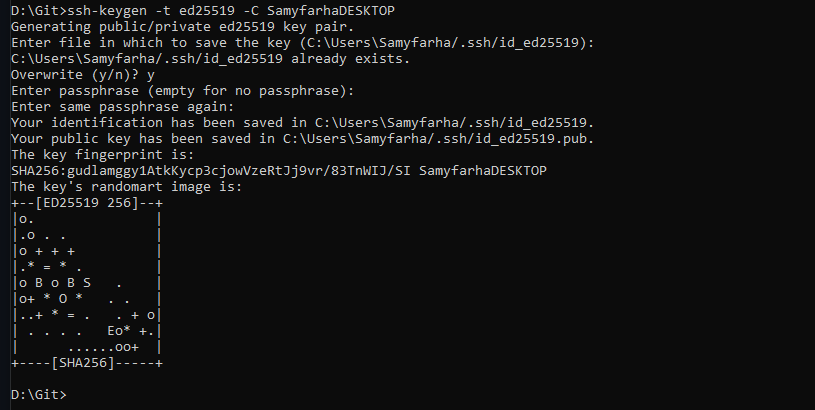 D:\Git>ssh-keygen -t ed25519 -C SamyfarhaDESKTOP
Generating public/private ed25519 key pair.
Enter file in which to save the key (C:\Users\Samyfarha/.ssh/id_ed25519):
C:\Users\Samyfarha/.ssh/id_ed25519 already exists.
Overwrite (y/n)? y
Enter passphrase (empty for no passphrase):
Enter same passphrase again:
Your identification has been saved in C:\Users\Samyfarha/.ssh/id_ed25519.
Your public key has been saved in C:\Users\Samyfarha/.ssh/id_ed25519.pub.
The key fingerprint is:
SHA256:gudlamggy1AtkKycp3cjowVzeRtJj9vr/83TnWIJ/SI SamyfarhaDESKTOP
The key's randomart image is:
+--[ED25519 256]--+
|o.               |
|.o . .           |
|o + + +          |
|.* = * .         |
|o B o B S   .    |
|o+ * O *   . .   |
|..+ * = .   . + o|
| . . . .   Eo* +.|
|      ......oo+  |
+----[SHA256]-----+
D:\Git>